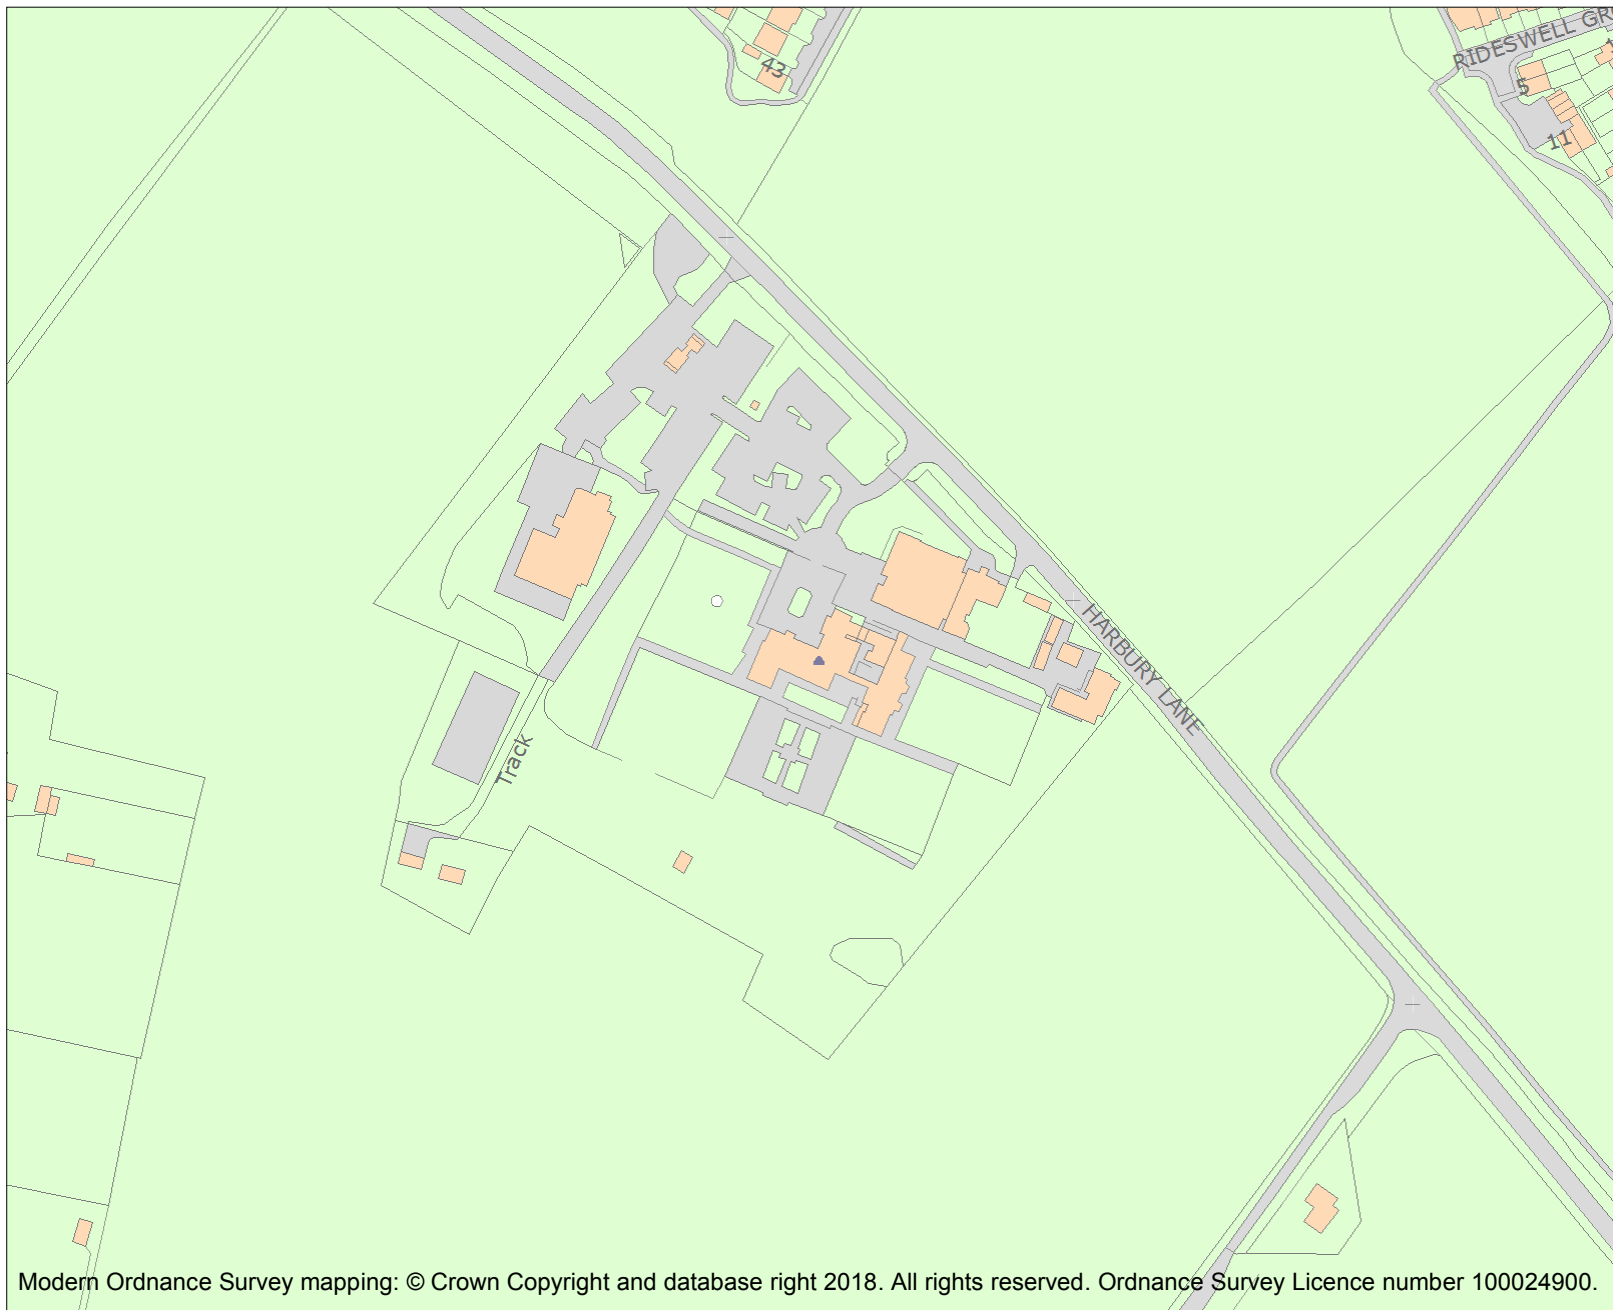 43
RIDESWELL GR
5
11
HARBURY LANE
Track
Modern Ordnance Survey mapping: © Crown Copyright and database right 2018. All rights reserved. Ordnance Survey Licence number 100024900.